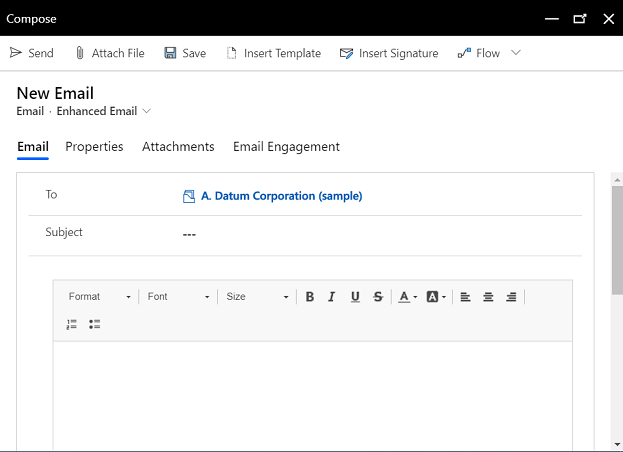 Compose
Send Attach File Save Insert Template Insert Signature Flow
New Email
Email · Enhanced Email
Email Properties Attachments Email Engagement
To A. Datum Corporation (sample)
Subject ---
Format Font Size B I U S A A